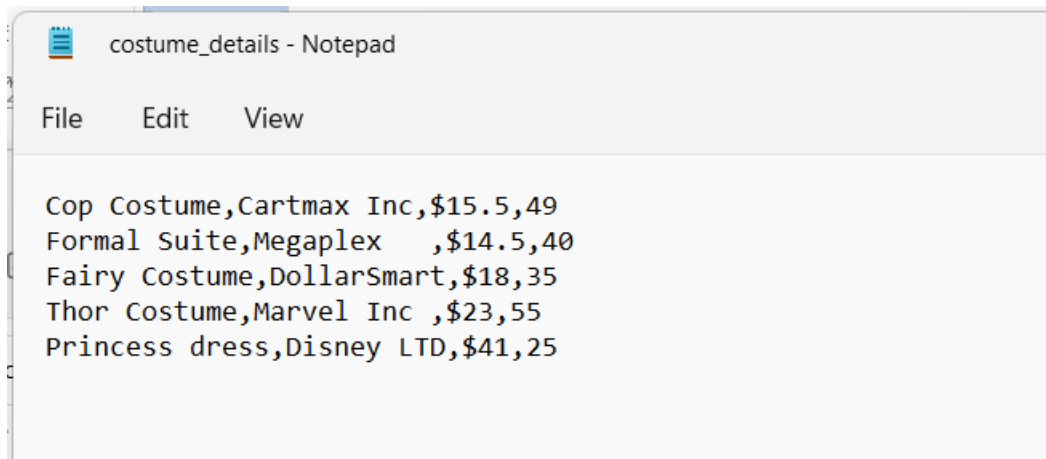 costume_details - Notepad
File Edit View
Cop Costume,Cartmax Inc,$15.5,49
Formal Suite,Megaplex   ,$14.5,40
Fairy Costume,DollarSmart,$18,35
Thor Costume,Marvel Inc ,$23,55
Princess dress,Disney LTD,$41,25